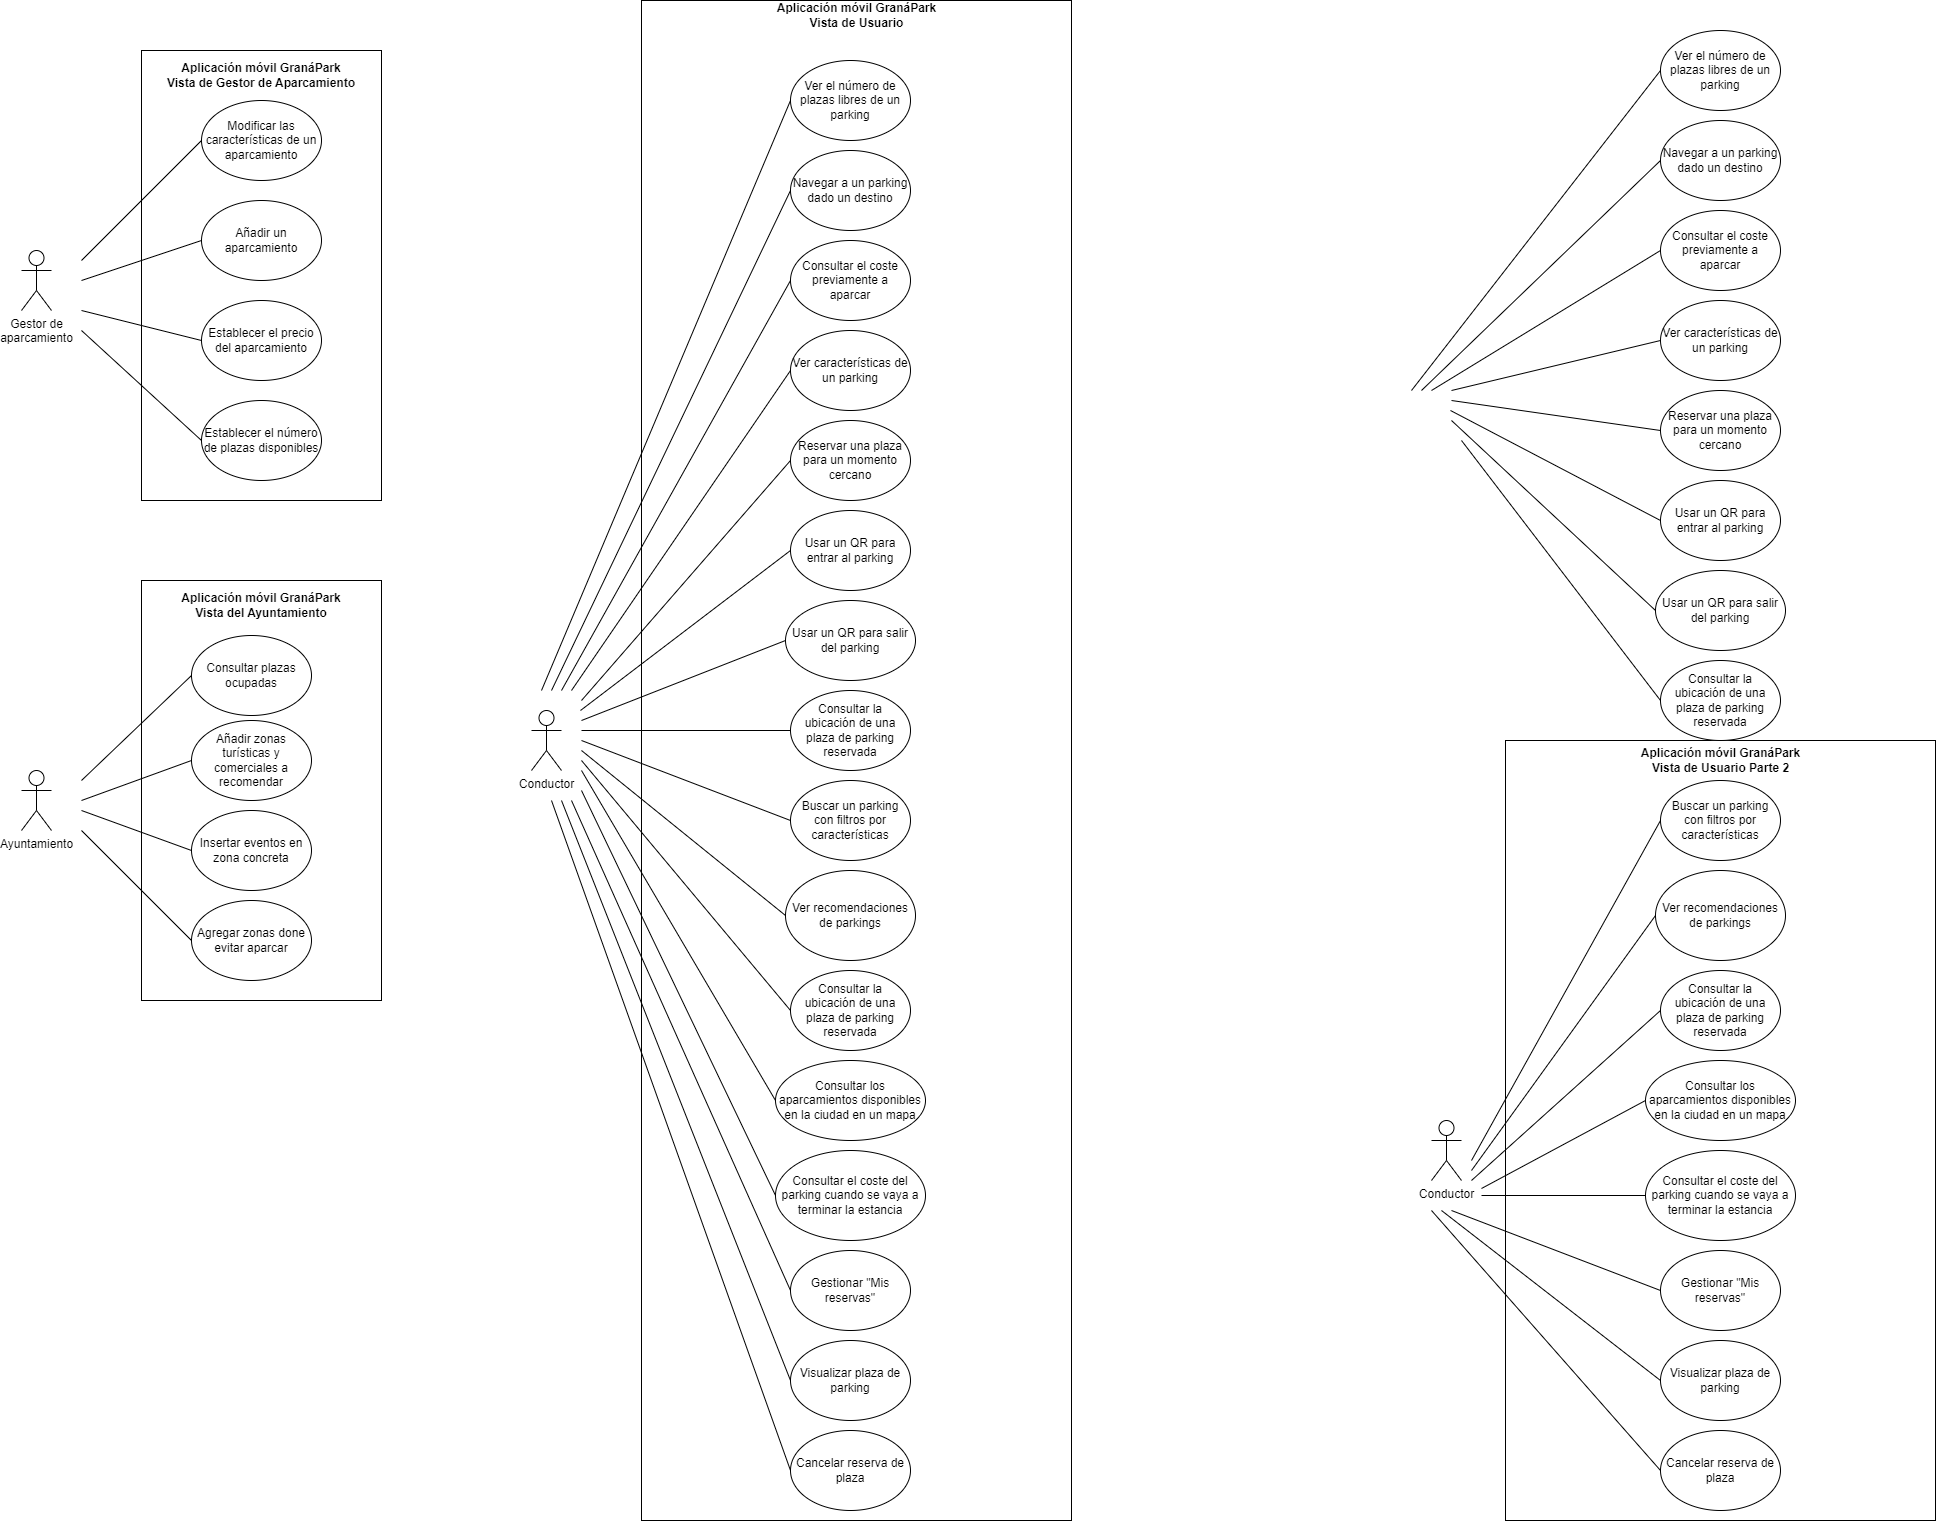 Aplicación móvil GranáPark
Vista de Gestor de Aparcamiento
Modificar las
características de un
aparcamiento
Añadir un
aparcamiento
Establecer el precio
del aparcamiento
Establecer el número
de plazas disponibles
Gestor de
aparcamiento
Aplicación móvil GranáPark
Vista del Ayuntamiento
Consultar plazas
ocupadas
Añadir zonas
turísticas y
comerciales a
recomendar
Insertar eventos en
zona concreta
Agregar zonas done
evitar aparcar
Ayuntamiento
Aplicación móvil GranáPark
Vista de Usuario
Ver el número de
plazas libres de un
parking
Navegar a un parking
dado un destino
Consultar el coste
previamente a
aparcar
Ver características de
un parking
Reservar una plaza
para un momento
cercano
Usar un QR para
entrar al parking
Usar un QR para salir
del parking
Consultar la
ubicación de una
plaza de parking
reservada
Conductor
Buscar un parking
con filtros por
características
Ver recomendaciones
de parkings
Consultar la
ubicación de una
plaza de parking
reservada
Consultar los
aparcamientos disponibles
en la ciudad en un mapa
Consultar el coste del
parking cuando se vaya a
terminar la estancia
Gestionar "Mis
reservas"
Visualizar plaza de
parking
Cancelar reserva de
plaza
Ver el número de
plazas libres de un
parking
Navegar a un parking
dado un destino
Consultar el coste
previamente a
aparcar
Ver características de
un parking
Reservar una plaza
para un momento
cercano
Usar un QR para
entrar al parking
Usar un QR para salir
del parking
Consultar la
ubicación de una
plaza de parking
reservada
Aplicación móvil GranáPark
Vista de Usuario Parte 2
Buscar un parking
con filtros por
características
Ver recomendaciones
de parkings
Consultar la
ubicación de una
plaza de parking
reservada
Consultar los
aparcamientos disponibles
en la ciudad en un mapa
Conductor
Consultar el coste del
parking cuando se vaya a
terminar la estancia
Gestionar "Mis
reservas"
Visualizar plaza de
parking
Cancelar reserva de
plaza